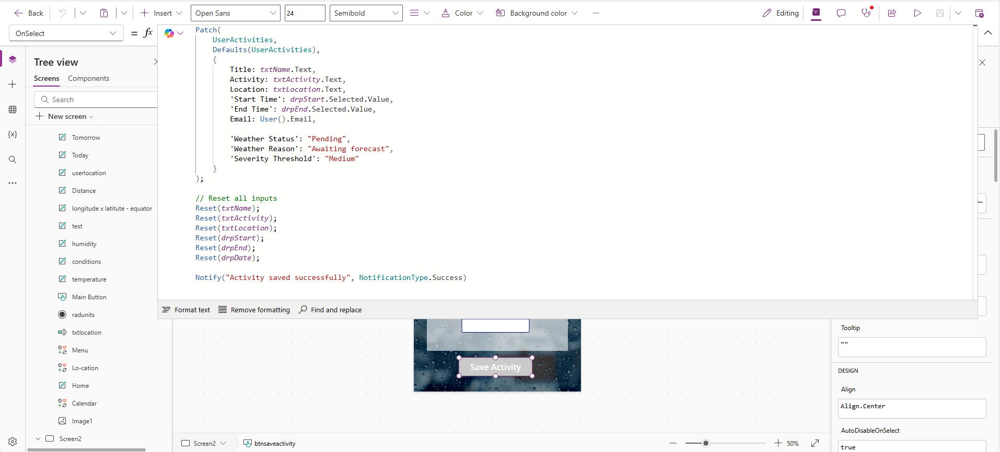 Back
Insert
Open Sans
24
Semibold
Color
Background color
Editing
OnSelect
= fx
Patch(
UserActivities,
Defaults(UserActivities),
{
Title: txtName.Text,
Activity: txtActivity.Text,
Location: txtLocation.Text,
'Start Time': drpStart.Selected.Value,
'End Time': drpEnd.Selected.Value,
Email: User().Email,
'Weather Status': "Pending",
'Weather Reason': "Awaiting forecast",
'Severity Threshold': "Medium"
}
);
// Reset all inputs
Reset(txtName);
Reset(txtActivity);
Reset(txtLocation);
Reset(drpStart);
Reset(drpEnd);
Reset(drpDate);
Notify("Activity saved successfully", NotificationType.Success)
Format text
Remove formatting
Find and replace
Tree view
Screens
Components
Search
New screen
Tomorrow
Today
userlocation
Distance
longitude x latitute - equator
test
humidity
conditions
temperature
Main Button
radunits
txtlocation
Menu
Lo-cation
Home
Calendar
Image1
Screen2
Save Activity
Screen2
btnsaveactivity
50%
Tooltip
""
DESIGN
Align
Align.Center
AutoDisableOnSelect
true